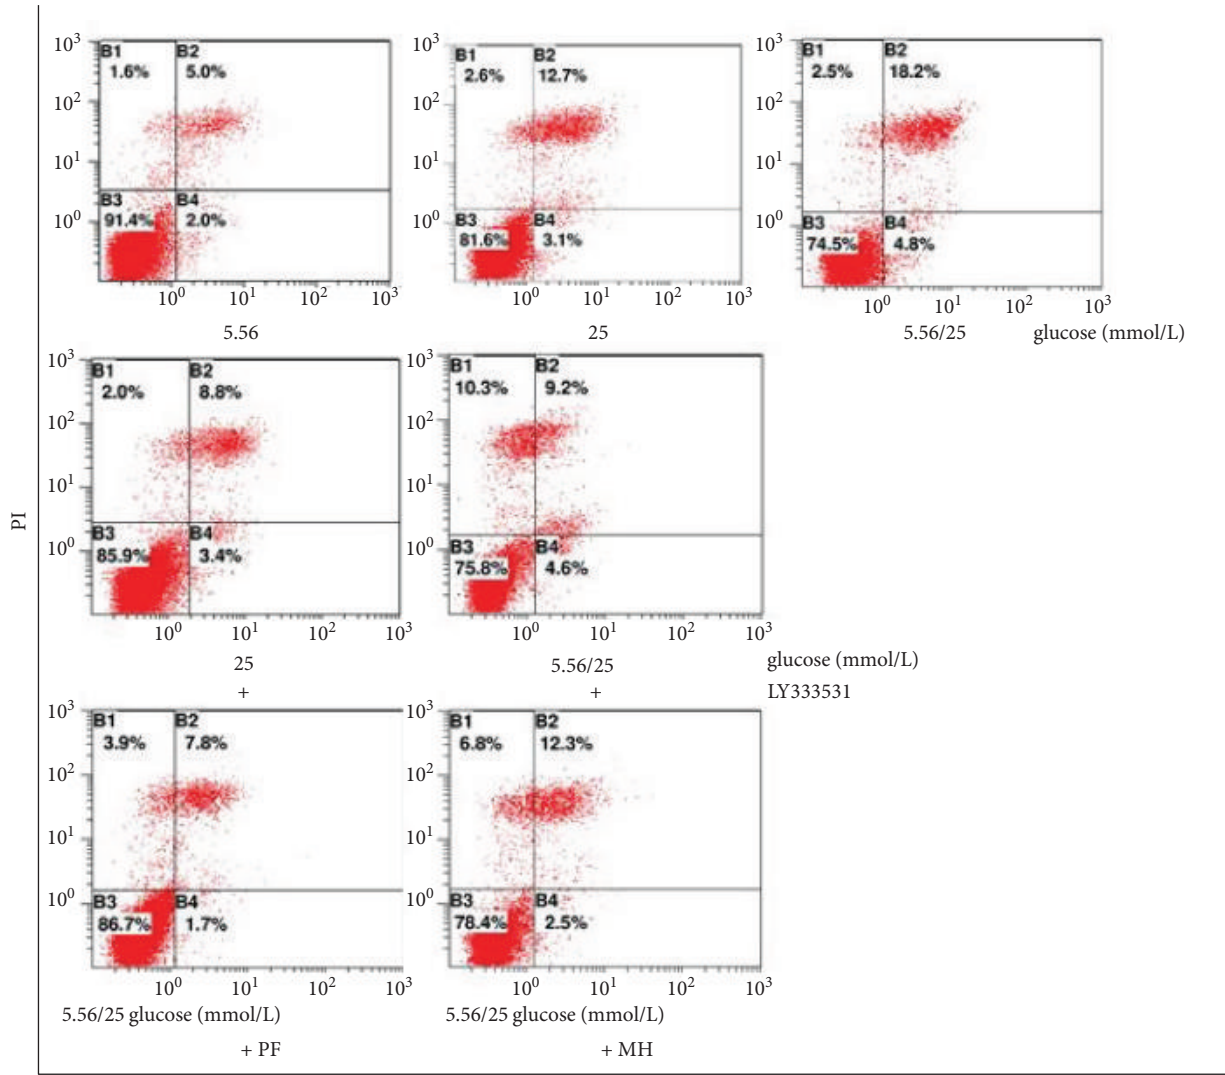 10³ B1 B2 10³ B1 B2 10³ B1 B2
1.6% 5.0% 2.6% 12.7% 2.5% 18.2%
10² 10² 10²
10¹ 10¹ 10¹
B3 B4 B3 B4 B3 B4
91.4% 2.0% 81.6% 3.1% 74.5% 4.8%
10⁰ 10⁰ 10⁰
10⁰ 10¹ 10² 10³ 10⁰ 10¹ 10² 10³ 10⁰ 10¹ 10² 10³
5.56 25 5.56/25 glucose (mmol/L)
10³ B1 B2 10³ B1 B2
2.0% 8.8% 10.3% 9.2%
10² 10²
10¹ 10¹
PI
B3 B4 B3 B4
85.9% 3.4% 75.8% 4.6%
10⁰ 10⁰
10⁰ 10¹ 10² 10³ 10⁰ 10¹ 10² 10³
25 5.56/25 glucose (mmol/L)
+ + LY333531
10³ B1 B2 10³ B1 B2
3.9% 7.8% 6.8% 12.3%
10² 10²
10¹ 10¹
B3 B4 B3 B4
86.7% 1.7% 78.4% 2.5%
10⁰ 10⁰
10⁰ 10¹ 10² 10³ 10⁰ 10¹ 10² 10³
5.56/25 glucose (mmol/L) 5.56/25 glucose (mmol/L)
+ PF + MH